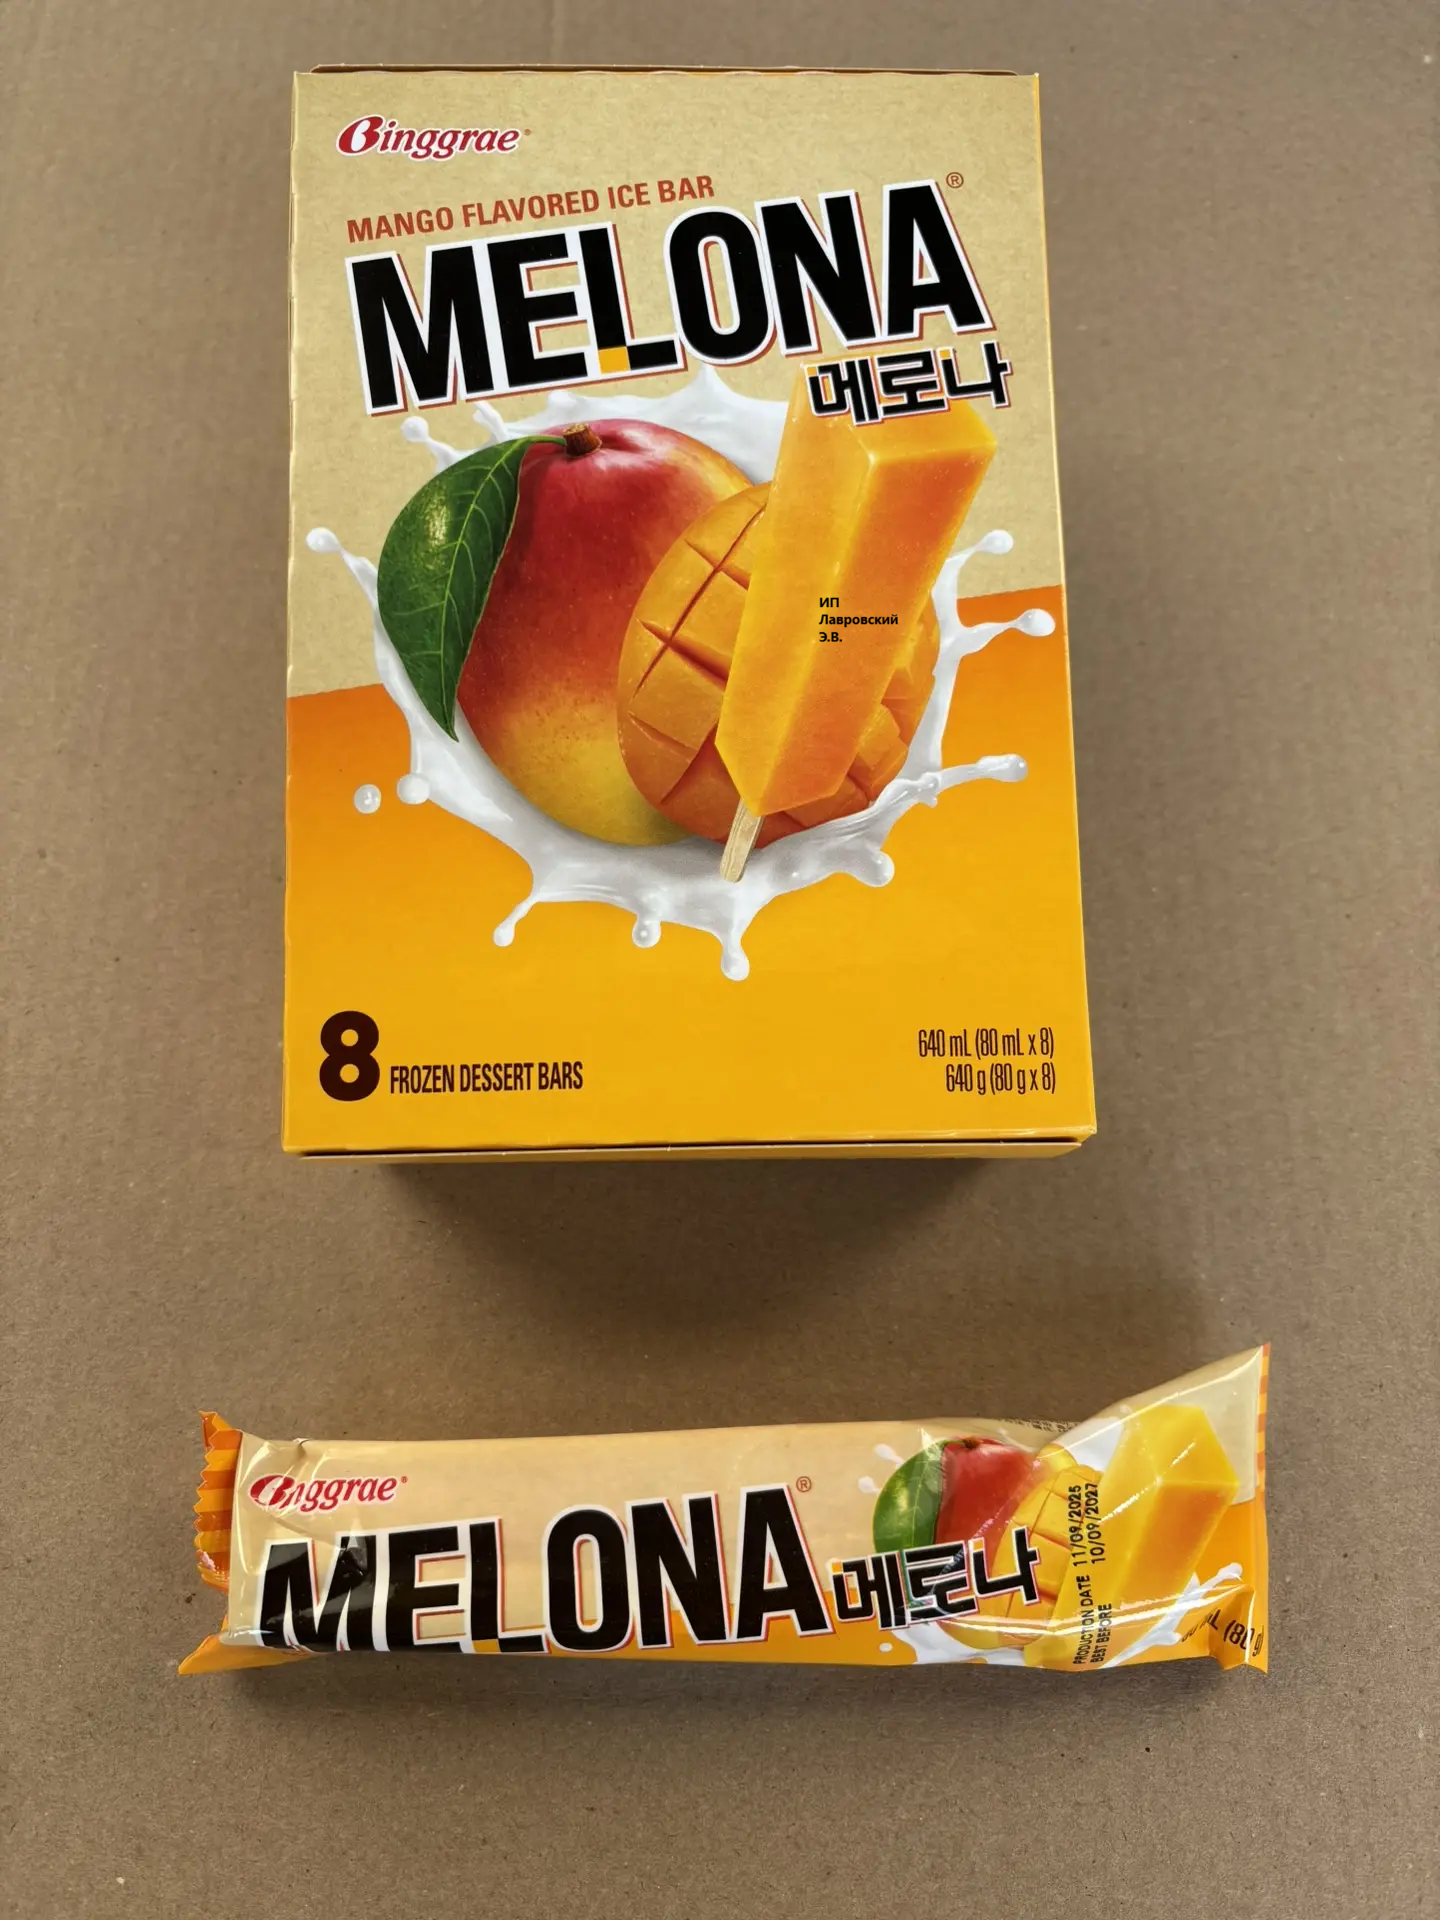 Binggrae
MANGO FLAVORED ICE BAR
MELONA®
메로나
ИП
Лавровский
Э.В.
8 FROZEN DESSERT BARS
640 mL (80 mL x 8)
640 g (80 g x 8)
Binggrae
MELONA®
메로나
PRODUCTION DATE 11/09/2025
BEST BEFORE 10/09/2027
mL (80 g)